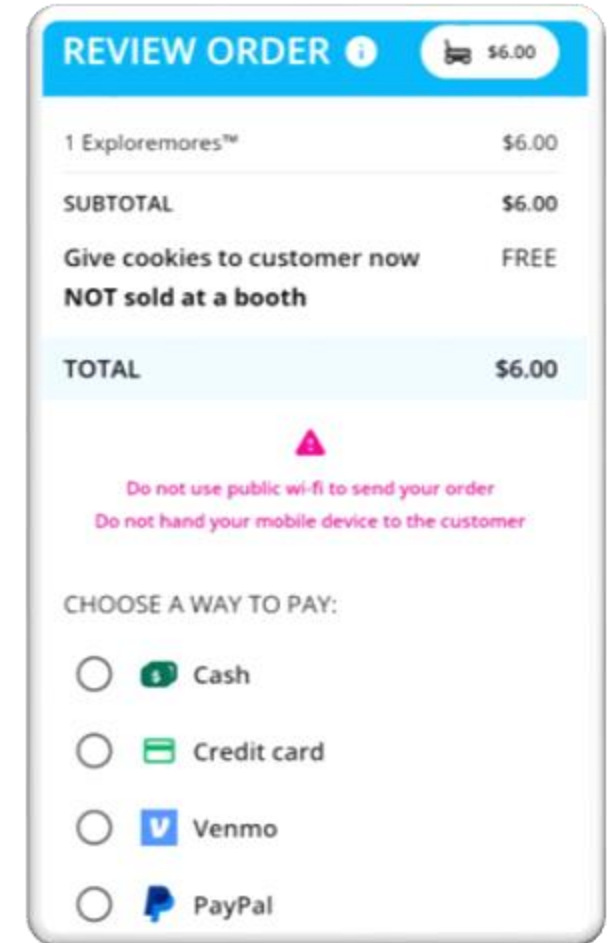 REVIEW ORDER $6.00
1 Exploremores™ $6.00
SUBTOTAL $6.00
Give cookies to customer now FREE
NOT sold at a booth
TOTAL $6.00
Do not use public wi-fi to send your order
Do not hand your mobile device to the customer
CHOOSE A WAY TO PAY:
Cash
Credit card
Venmo
PayPal